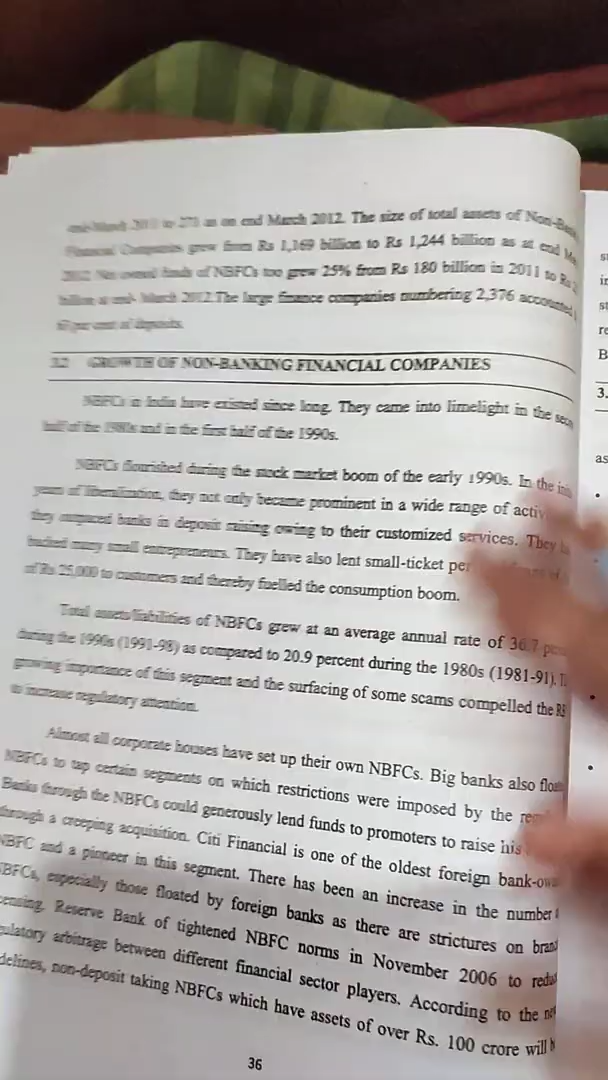 as on end March 2012. The size of total assets of
Financial Companies grew from Rs 1,169 billion to Rs 1,244 billion as at end
2012. Net owned funds of NBFCs too grew 25% from Rs 180 billion in 2011 to Rs
billion as at end- March 2012. The large finance companies numbering 2,376 accounted
per cent of deposits.
3.2 GROWTH OF NON-BANKING FINANCIAL COMPANIES
NBFCs in India have existed since long. They came into limelight in the
half of the 1980s and in the first half of the 1990s.
NBFCs flourished during the stock market boom of the early 1990s. In the
years of liberalization, they not only became prominent in a wide range of
they outpaced banks in deposit raising owing to their customized services. They
many small entrepreneurs. They have also lent small-ticket
of Rs 25,000 to customers and thereby fuelled the consumption boom.
Total assets/liabilities of NBFCs grew at an average annual rate of 36.7
during the 1990s (1991-98) as compared to 20.9 percent during the 1980s (1981-91).
growing importance of this segment and the surfacing of some scams compelled the
to increase regulatory attention.
Almost all corporate houses have set up their own NBFCs. Big banks also
NBFCs to tap certain segments on which restrictions were imposed by the
Banks through the NBFCs could generously lend funds to promoters to raise his
through a creeping acquisition. Citi Financial is one of the oldest foreign
NBFC and a pioneer in this segment. There has been an increase in the number
NBFCs, especially those floated by foreign banks as there are strictures on
Reserve Bank of tightened NBFC norms in November 2006 to
arbitrage between different financial sector players. According to the
non-deposit taking NBFCs which have assets of over Rs. 100 crore will
36